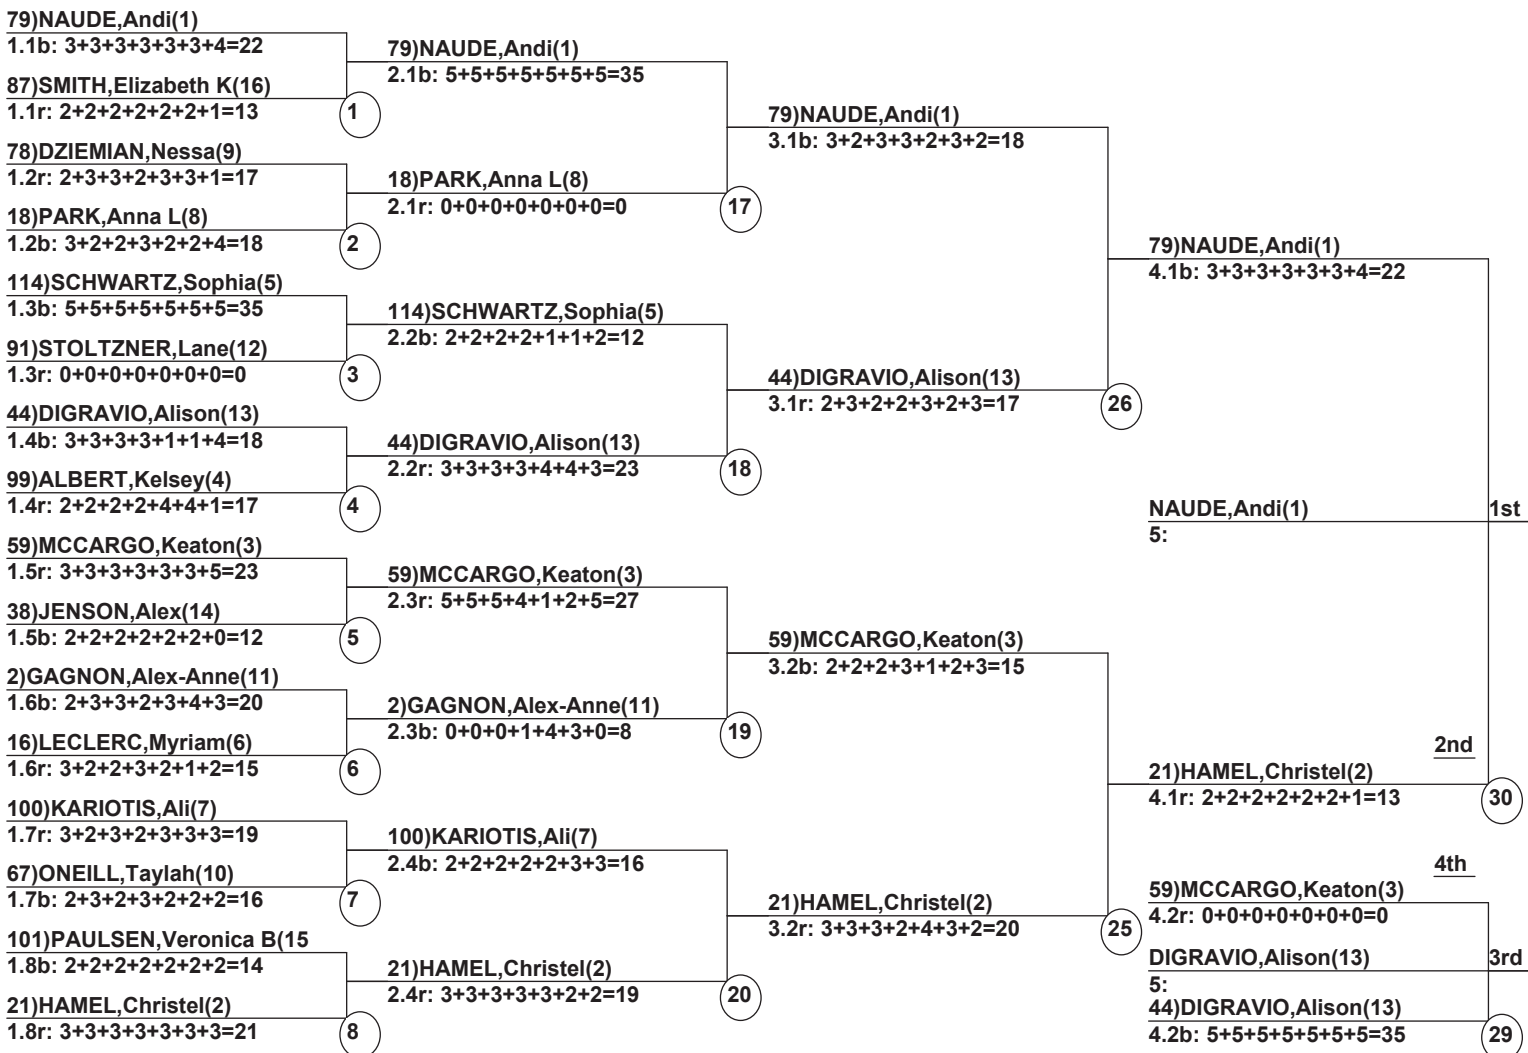 79)NAUDE,Andi(1)
1.1b: 3+3+3+3+3+3+4=22
87)SMITH,Elizabeth K(16)
1.1r: 2+2+2+2+2+2+1=13
1
78)DZIEMIAN,Nessa(9)
1.2r: 2+3+3+2+3+3+1=17
18)PARK,Anna L(8)
1.2b: 3+2+2+3+2+2+4=18
2
114)SCHWARTZ,Sophia(5)
1.3b: 5+5+5+5+5+5+5=35
91)STOLTZNER,Lane(12)
1.3r: 0+0+0+0+0+0+0=0
3
44)DIGRAVIO,Alison(13)
1.4b: 3+3+3+3+1+1+4=18
99)ALBERT,Kelsey(4)
1.4r: 2+2+2+2+4+4+1=17
4
59)MCCARGO,Keaton(3)
1.5r: 3+3+3+3+3+3+5=23
38)JENSON,Alex(14)
1.5b: 2+2+2+2+2+2+0=12
5
2)GAGNON,Alex-Anne(11)
1.6b: 2+3+3+2+3+4+3=20
16)LECLERC,Myriam(6)
1.6r: 3+2+2+3+2+1+2=15
6
100)KARIOTIS,Ali(7)
1.7r: 3+2+3+2+3+3+3=19
67)ONEILL,Taylah(10)
1.7b: 2+3+2+3+2+2+2=16
7
101)PAULSEN,Veronica B(15
1.8b: 2+2+2+2+2+2+2=14
21)HAMEL,Christel(2)
1.8r: 3+3+3+3+3+3+3=21
8
79)NAUDE,Andi(1)
2.1b: 5+5+5+5+5+5+5=35
18)PARK,Anna L(8)
2.1r: 0+0+0+0+0+0+0=0
17
114)SCHWARTZ,Sophia(5)
2.2b: 2+2+2+2+1+1+2=12
44)DIGRAVIO,Alison(13)
2.2r: 3+3+3+3+4+4+3=23
18
59)MCCARGO,Keaton(3)
2.3r: 5+5+5+4+1+2+5=27
2)GAGNON,Alex-Anne(11)
2.3b: 0+0+0+1+4+3+0=8
19
100)KARIOTIS,Ali(7)
2.4b: 2+2+2+2+2+3+3=16
21)HAMEL,Christel(2)
2.4r: 3+3+3+3+3+2+2=19
20
79)NAUDE,Andi(1)
3.1b: 3+2+3+3+2+3+2=18
44)DIGRAVIO,Alison(13)
3.1r: 2+3+2+2+3+2+3=17
26
59)MCCARGO,Keaton(3)
3.2b: 2+2+2+3+1+2+3=15
21)HAMEL,Christel(2)
3.2r: 3+3+3+2+4+3+2=20
25
79)NAUDE,Andi(1)
4.1b: 3+3+3+3+3+3+4=22
NAUDE,Andi(1)
1st
5:
2nd
21)HAMEL,Christel(2)
4.1r: 2+2+2+2+2+2+1=13
30
4th
59)MCCARGO,Keaton(3)
4.2r: 0+0+0+0+0+0+0=0
DIGRAVIO,Alison(13)
3rd
5:
44)DIGRAVIO,Alison(13)
4.2b: 5+5+5+5+5+5+5=35
29